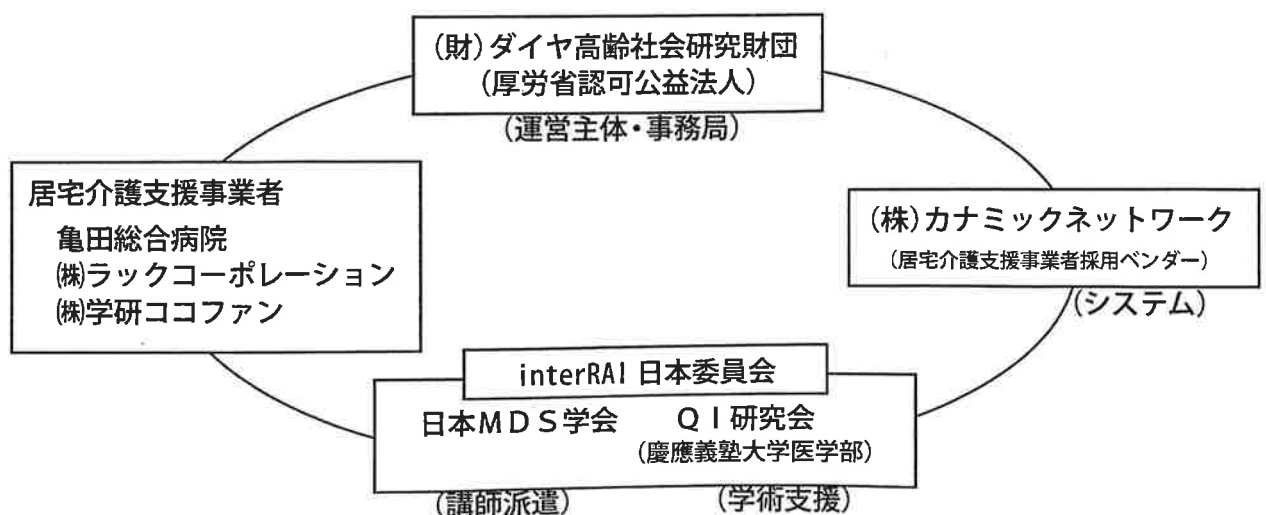 (財)ダイヤ高齢社会研究財団
(厚労省認可公益法人)
(運営主体・事務局)
居宅介護支援事業者
亀田総合病院
㈱ラックコーポレーション
㈱学研ココファン
(株)カナミックネットワーク
(居宅介護支援事業者採用ベンダー)
(システム)
interRAI 日本委員会
日本MDS学会 QI研究会
(慶應義塾大学医学部)
(講師派遣) (学術支援)